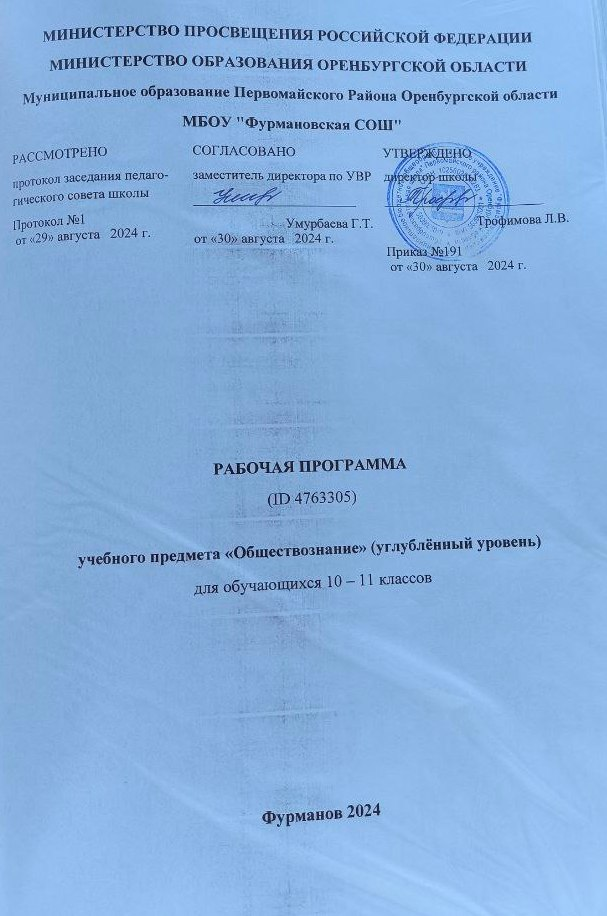 МИНИСТЕРСТВО ПРОСВЕЩЕНИЯ РОССИЙСКОЙ ФЕДЕРАЦИИ
МИНИСТЕРСТВО ОБРАЗОВАНИЯ ОРЕНБУРГСКОЙ ОБЛАСТИ
Муниципальное образование Первомайского Района Оренбургской области
МБОУ "Фурмановская СОШ"
РАССМОТРЕНО
протокол заседания педаго-
гического совета школы
Протокол №1
от «29» августа 2024 г.
СОГЛАСОВАНО
заместитель директора по УВР
Умурбаева Г.Т.
от «30» августа 2024 г.
УТВЕРЖДЕНО
директор школы
Трофимова Л.В.
Приказ №191
от «30» августа 2024 г.
РАБОЧАЯ ПРОГРАММА
(ID 4763305)
учебного предмета «Обществознание» (углублённый уровень)
для обучающихся 10 – 11 классов
Фурманов 2024